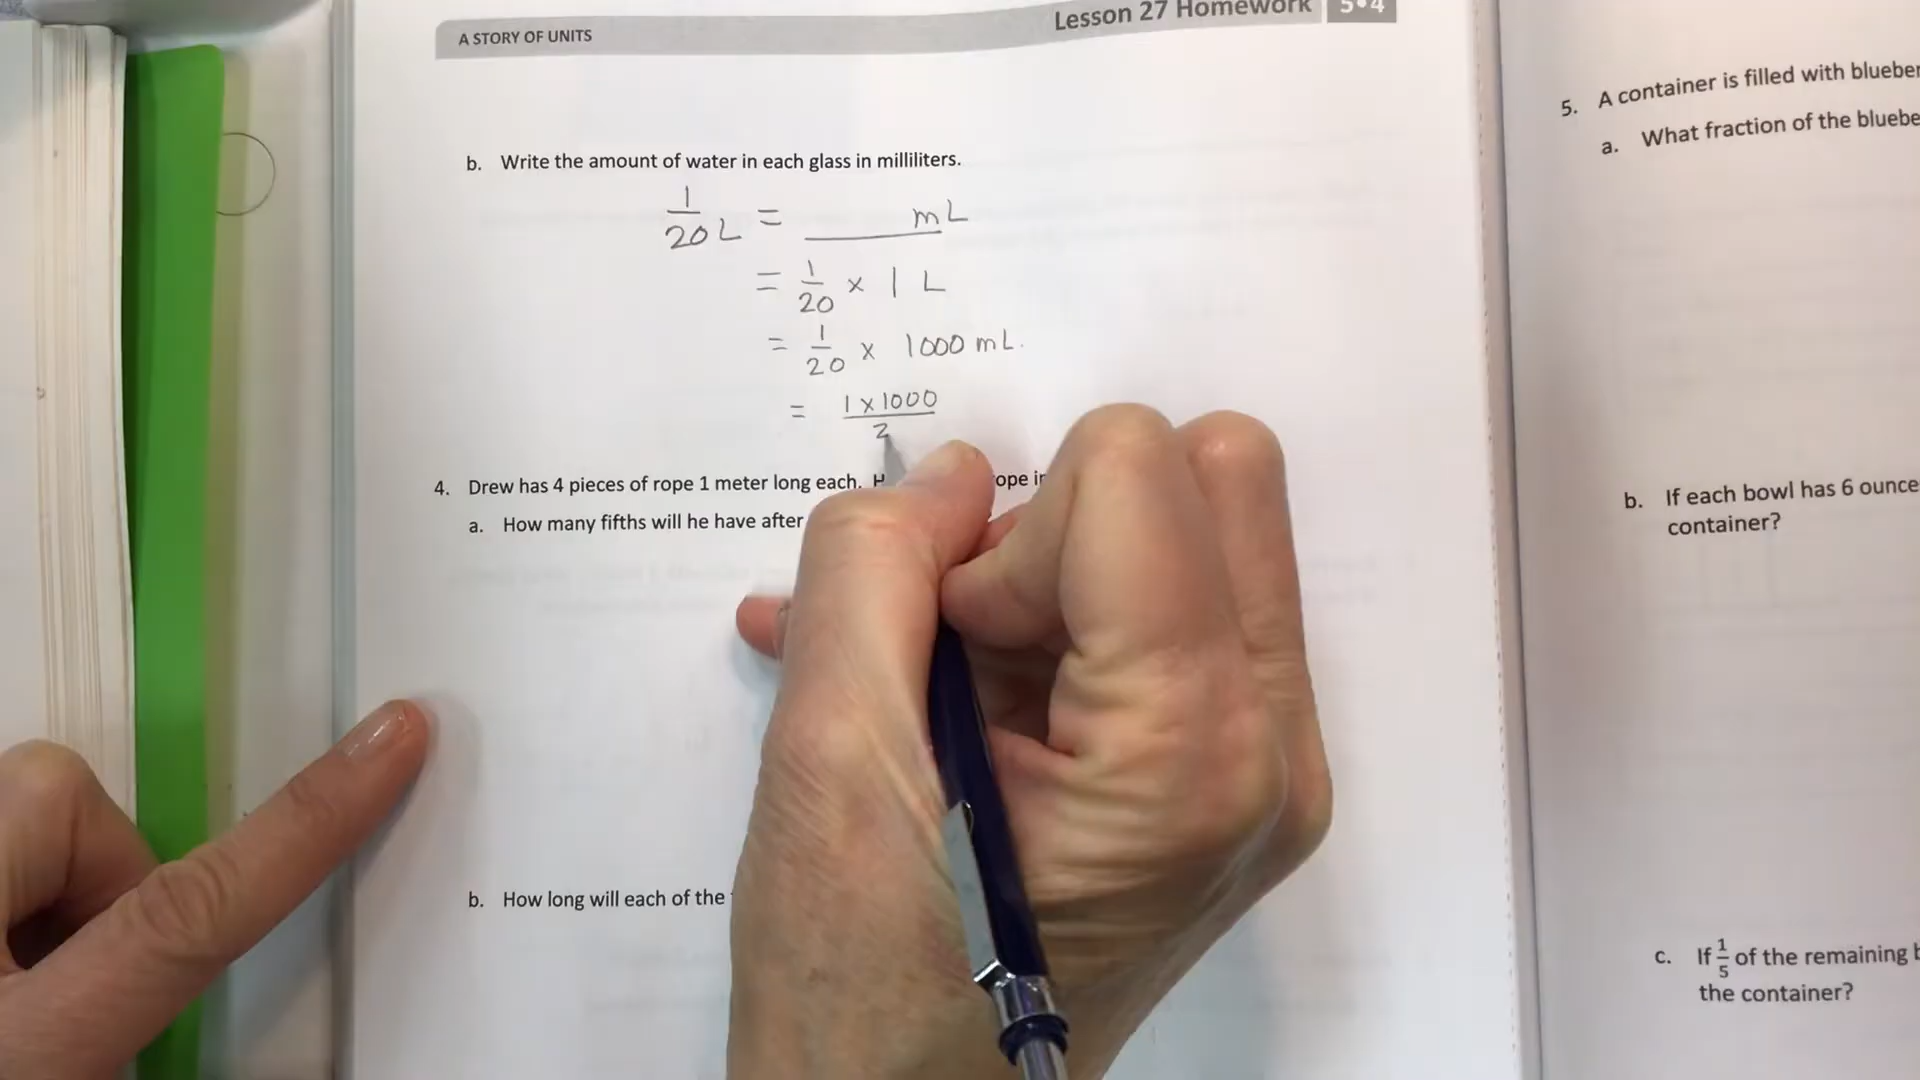 A STORY OF UNITS
Lesson 27 Homework 5•4
b. Write the amount of water in each glass in milliliters.
1/20 L = ____ mL
= 1/20 x 1 L
= 1/20 x 1000 mL.
= 1 x 1000 / 2
4. Drew has 4 pieces of rope 1 meter long each.
a. How many fifths will he have after
b. How long will each of the
5. A container is filled with
a. What fraction of the
b. If each bowl has 6
container?
c. If 1/5 of the remaining
the container?